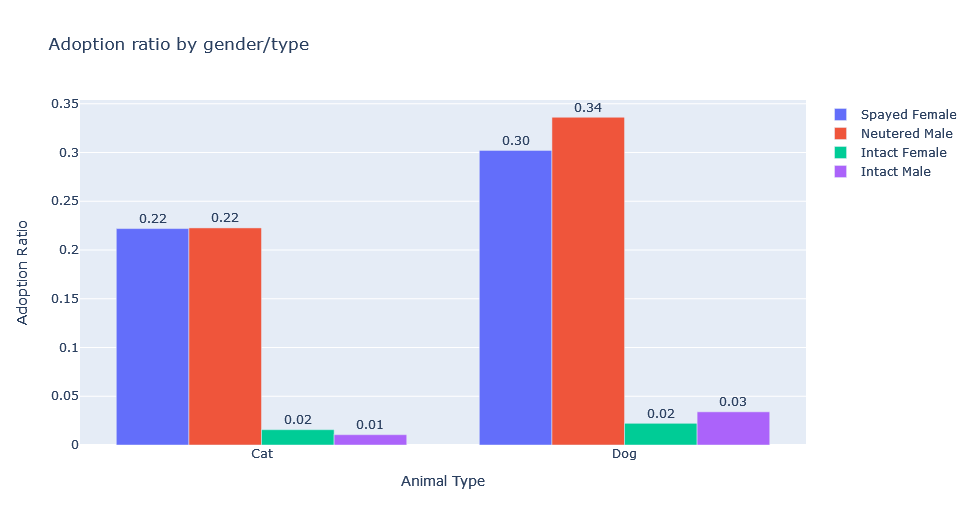 Adoption ratio by gender/type
Spayed Female
Neutered Male
Intact Female
Intact Male
Adoption Ratio
0.35
0.3
0.25
0.2
0.15
0.1
0.05
0
0.22
0.22
0.02
0.01
0.30
0.34
0.02
0.03
Cat
Dog
Animal Type